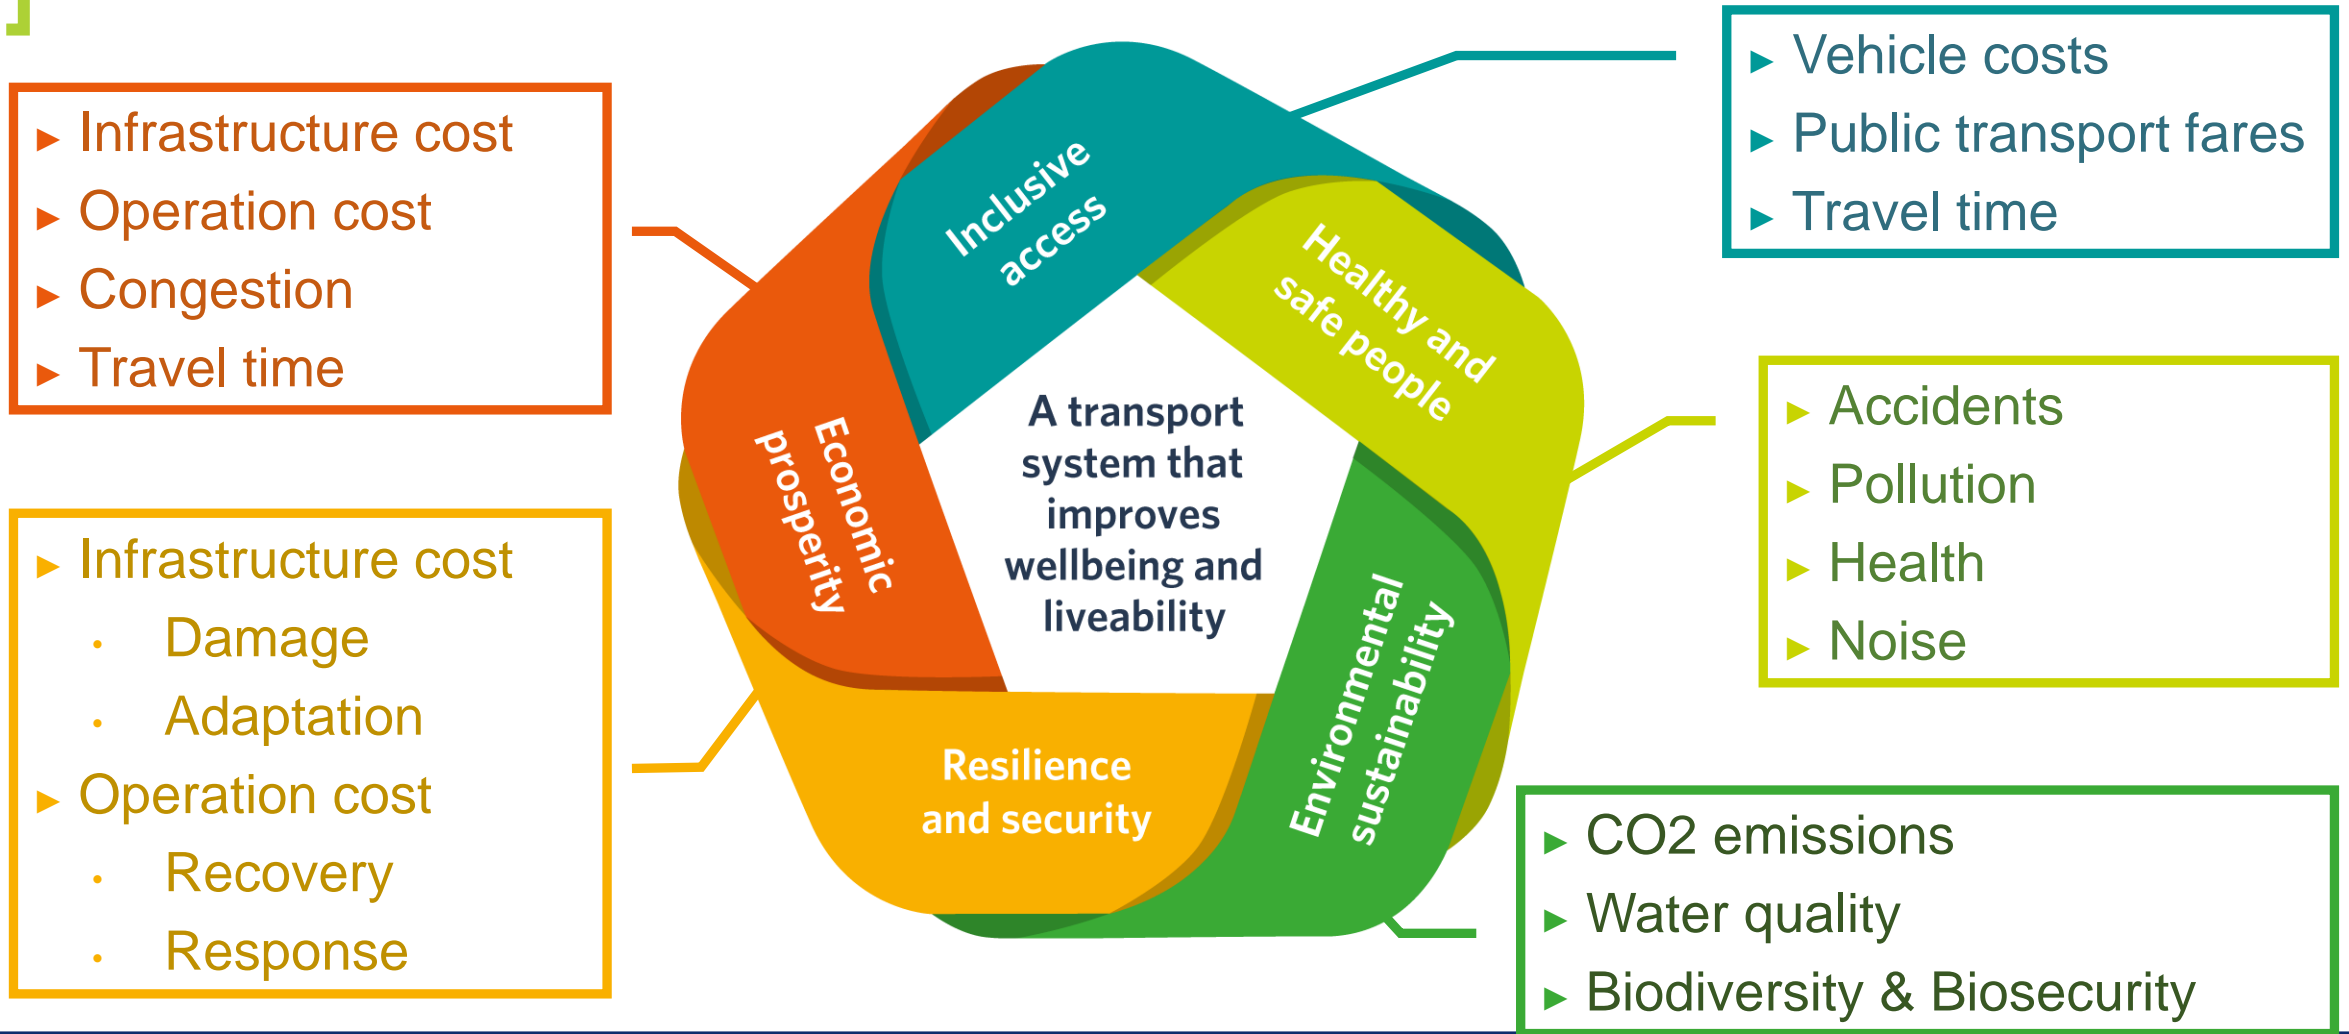 ► Infrastructure cost
► Operation cost
► Congestion
► Travel time
► Infrastructure cost
• Damage
• Adaptation
► Operation cost
• Recovery
• Response
Inclusive
access
Healthy and
safe people
Economic
prosperity
A transport
system that
improves
wellbeing and
liveability
Environmental
sustainability
Resilience
and security
► Vehicle costs
► Public transport fares
► Travel time
► Accidents
► Pollution
► Health
► Noise
► CO2 emissions
► Water quality
► Biodiversity & Biosecurity